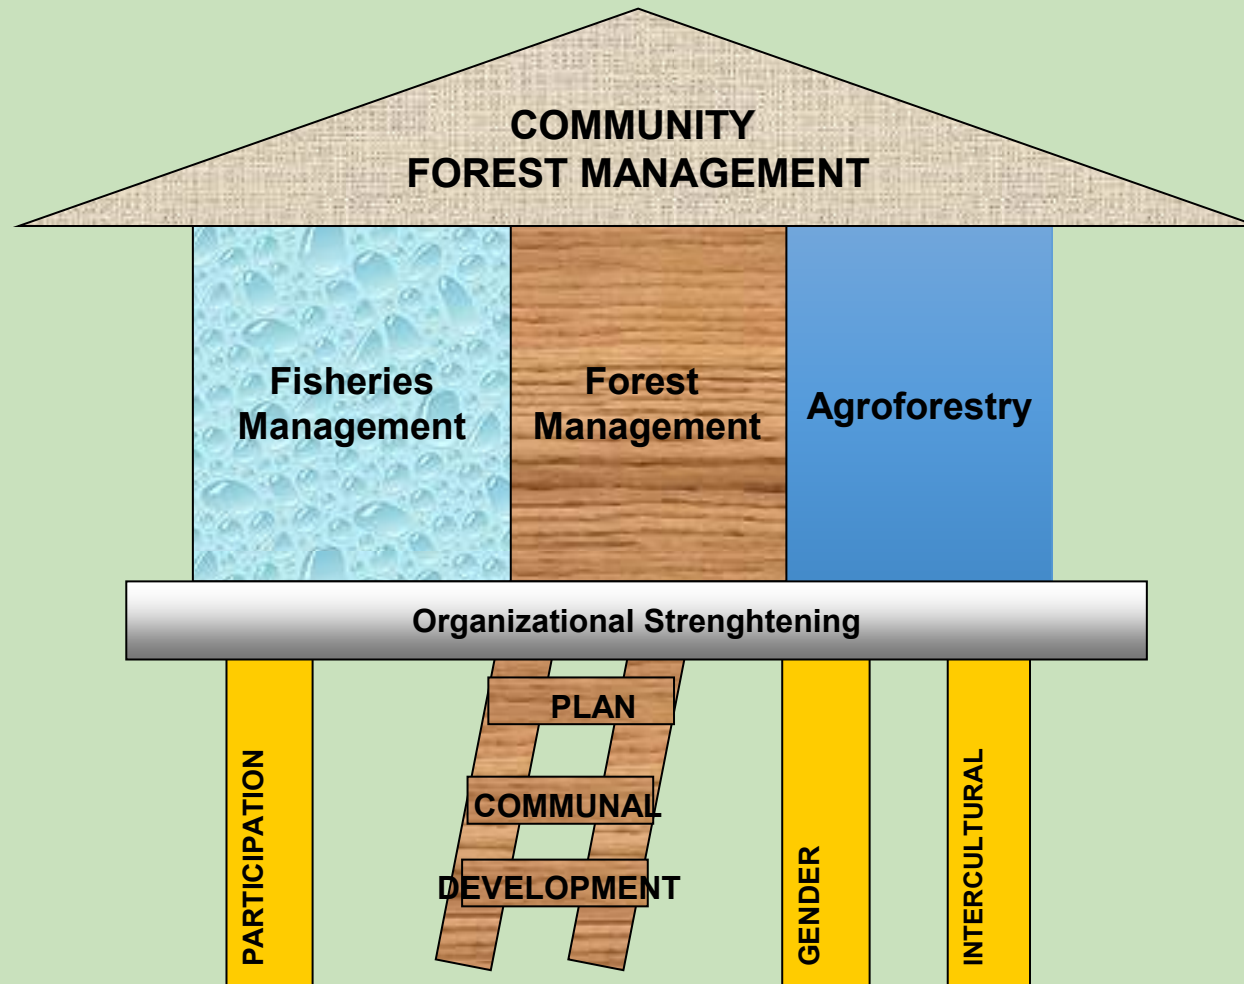 COMMUNITY
FOREST MANAGEMENT
Fisheries
Management
Forest
Management
Agroforestry
Organizational Strenghtening
PLAN
COMMUNAL
DEVELOPMENT
PARTICIPATION
GENDER
INTERCULTURAL